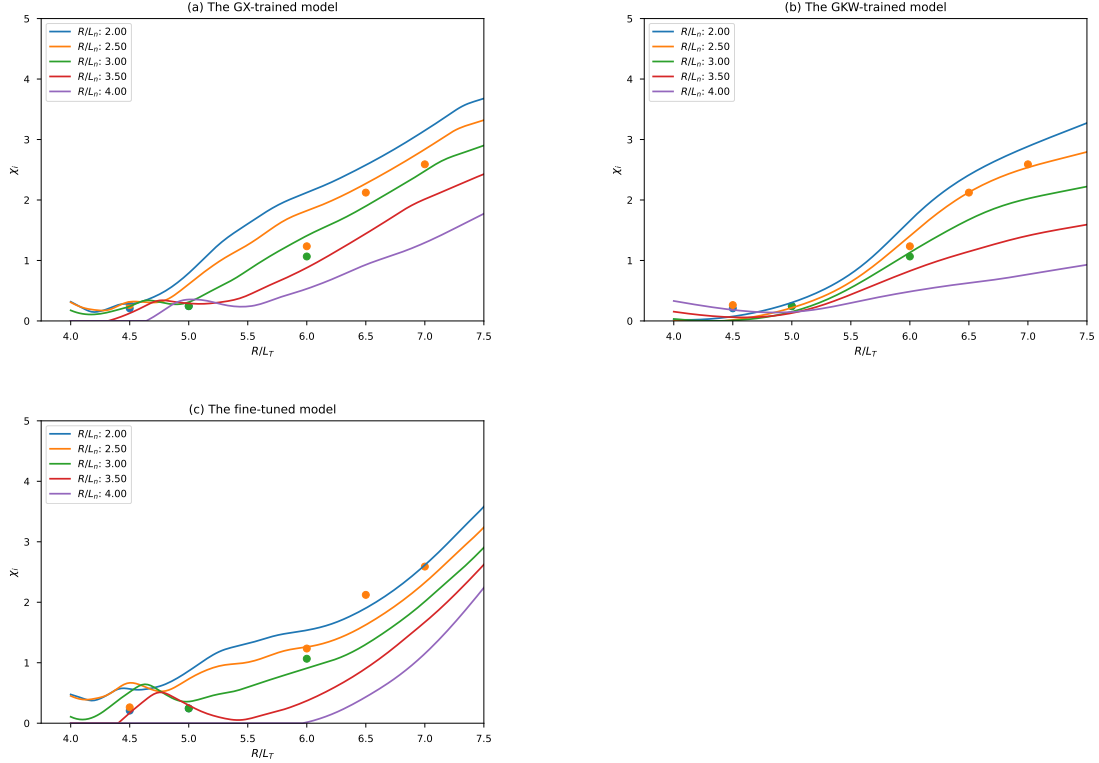 (a) The GX-trained model
5
4
3
2
1
0
χi
R/Ln: 2.00
R/Ln: 2.50
R/Ln: 3.00
R/Ln: 3.50
R/Ln: 4.00
4.0 4.5 5.0 5.5 6.0 6.5 7.0 7.5
R/LT
(b) The GKW-trained model
5
4
3
2
1
0
χi
R/Ln: 2.00
R/Ln: 2.50
R/Ln: 3.00
R/Ln: 3.50
R/Ln: 4.00
4.0 4.5 5.0 5.5 6.0 6.5 7.0 7.5
R/LT
(c) The fine-tuned model
5
4
3
2
1
0
χi
R/Ln: 2.00
R/Ln: 2.50
R/Ln: 3.00
R/Ln: 3.50
R/Ln: 4.00
4.0 4.5 5.0 5.5 6.0 6.5 7.0 7.5
R/LT